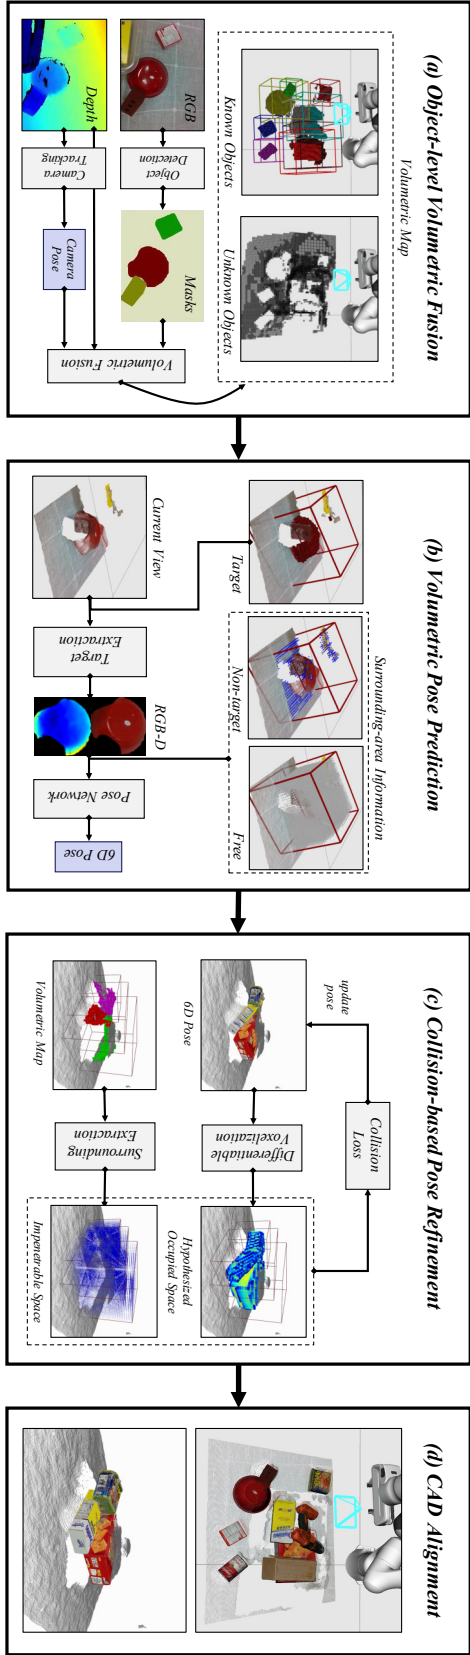 (a) Object-level Volumetric Fusion
Volumetric Map
Known Objects
Unknown Objects
RGB
Object
Detection
Masks
Depth
Camera
Tracking
Camera
Pose
Volumetric Fusion
(b) Volumetric Pose Prediction
Surrounding-area Information
Target
Non-target
Free
Current View
Target
Extraction
RGB-D
Pose Network
6D Pose
(c) Collision-based Pose Refinement
update
pose
Collision
Loss
6D Pose
Differentiable
Voxelization
Hypothesized
Occupied Space
Volumetric Map
Surrounding
Extraction
Impenetrable Space
(d) CAD Alignment